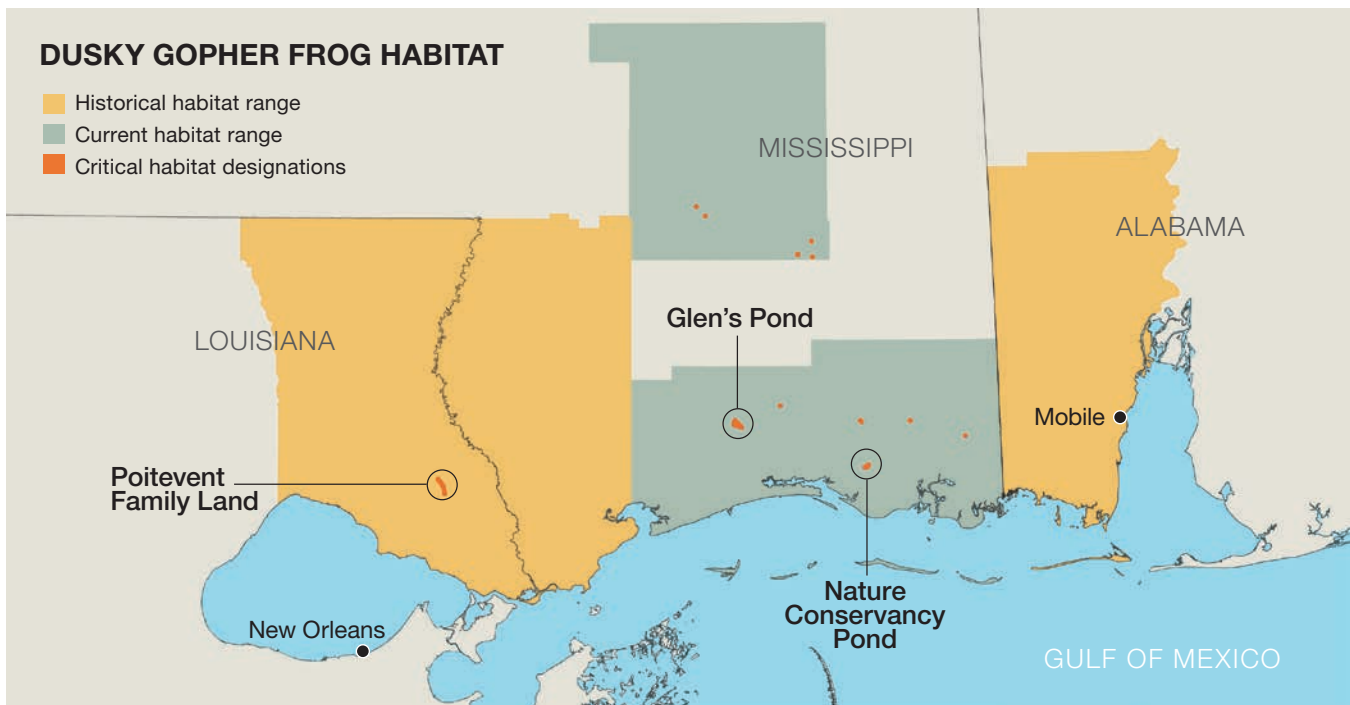 DUSKY GOPHER FROG HABITAT
Historical habitat range
Current habitat range
Critical habitat designations
MISSISSIPPI
ALABAMA
LOUISIANA
Glen’s Pond
Mobile
Poitevent
Family Land
Nature
Conservancy
Pond
New Orleans
GULF OF MEXICO